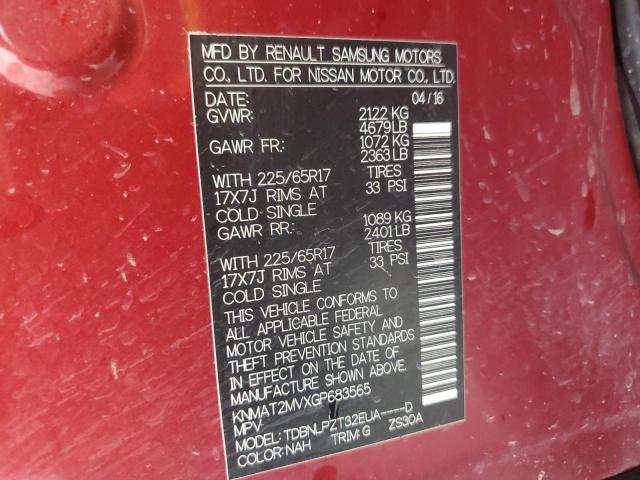 MFD BY RENAULT SAMSUNG MOTORS
CO., LTD. FOR NISSAN MOTOR CO., LTD.
DATE: 04/16
GVWR: 2122 KG
4679 LB
GAWR FR: 1072 KG
2363 LB
WITH 225/65R17 TIRES
17X7J RIMS AT 33 PSI
COLD SINGLE
GAWR RR: 1089 KG
2401 LB
WITH 225/65R17 TIRES
17X7J RIMS AT 33 PSI
COLD SINGLE
THIS VEHICLE CONFORMS TO
ALL APPLICABLE FEDERAL
MOTOR VEHICLE SAFETY AND
THEFT PREVENTION STANDARDS
IN EFFECT ON THE DATE OF
MANUFACTURE SHOWN ABOVE.
KNMAT2MVXGP683565
MPV:
MODEL: TDBNLPZT32EUA----D
COLOR: NAH TRIM: G ZS30A